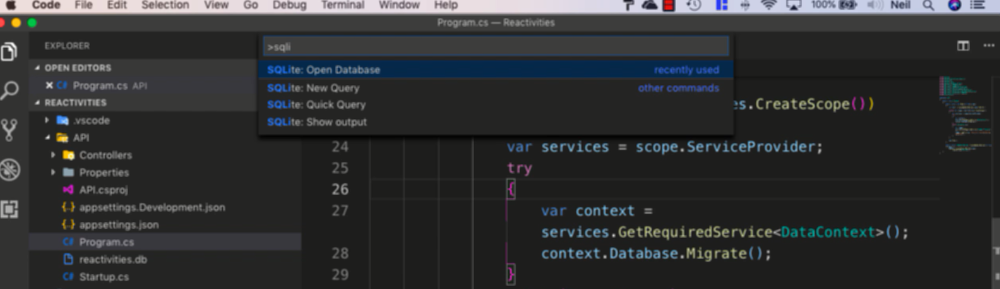 Code File Edit Selection View Go Debug Terminal Window Help 100% Neil
Program.cs — Reactivities
EXPLORER
OPEN EDITORS
Program.cs API
REACTIVITIES
.vscode
API
Controllers
Properties
API.csproj
{..} appsettings.Development.json
{..} appsettings.json
C# Program.cs
reactivities.db
C# Startup.cs
>sqli
SQLite: Open Database recently used
SQLite: New Query other commands
SQLite: Quick Query
SQLite: Show output
es.CreateScope())
24 var services = scope.ServiceProvider;
25 try
26 {
27 var context =
services.GetRequiredService<DataContext>();
28 context.Database.Migrate();
29 }